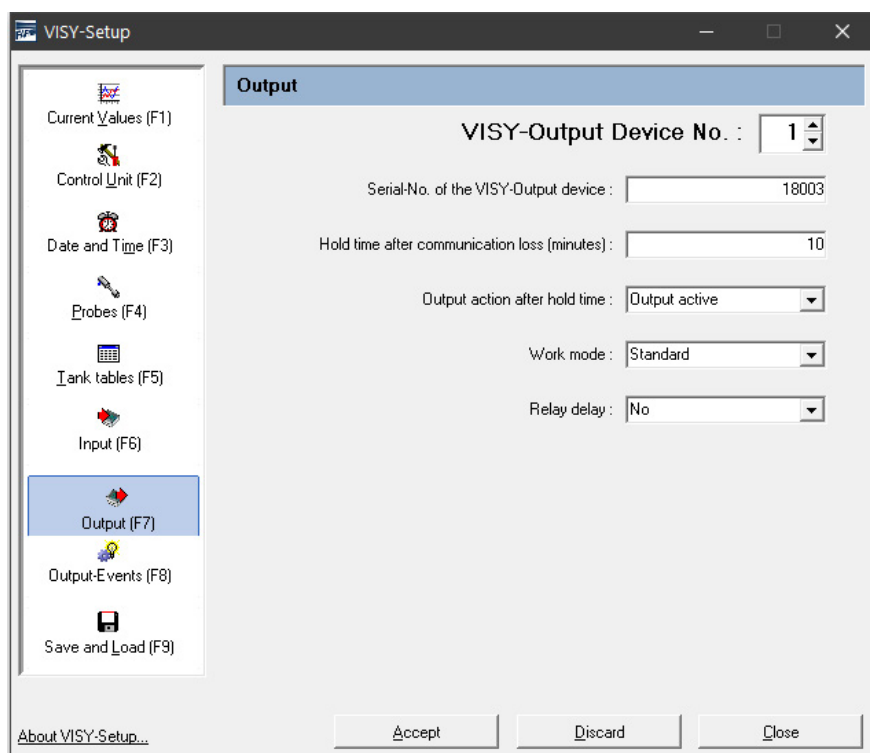 VISY-Setup
Current Values (F1)
Control Unit (F2)
Date and Time (F3)
Probes (F4)
Tank tables (F5)
Input (F6)
Output (F7)
Output-Events (F8)
Save and Load (F9)
About VISY-Setup...
Output
VISY-Output Device No. : 1
Serial-No. of the VISY-Output device : 18003
Hold time after communication loss (minutes) : 10
Output action after hold time : Output active
Work mode : Standard
Relay delay : No
Accept Discard Close